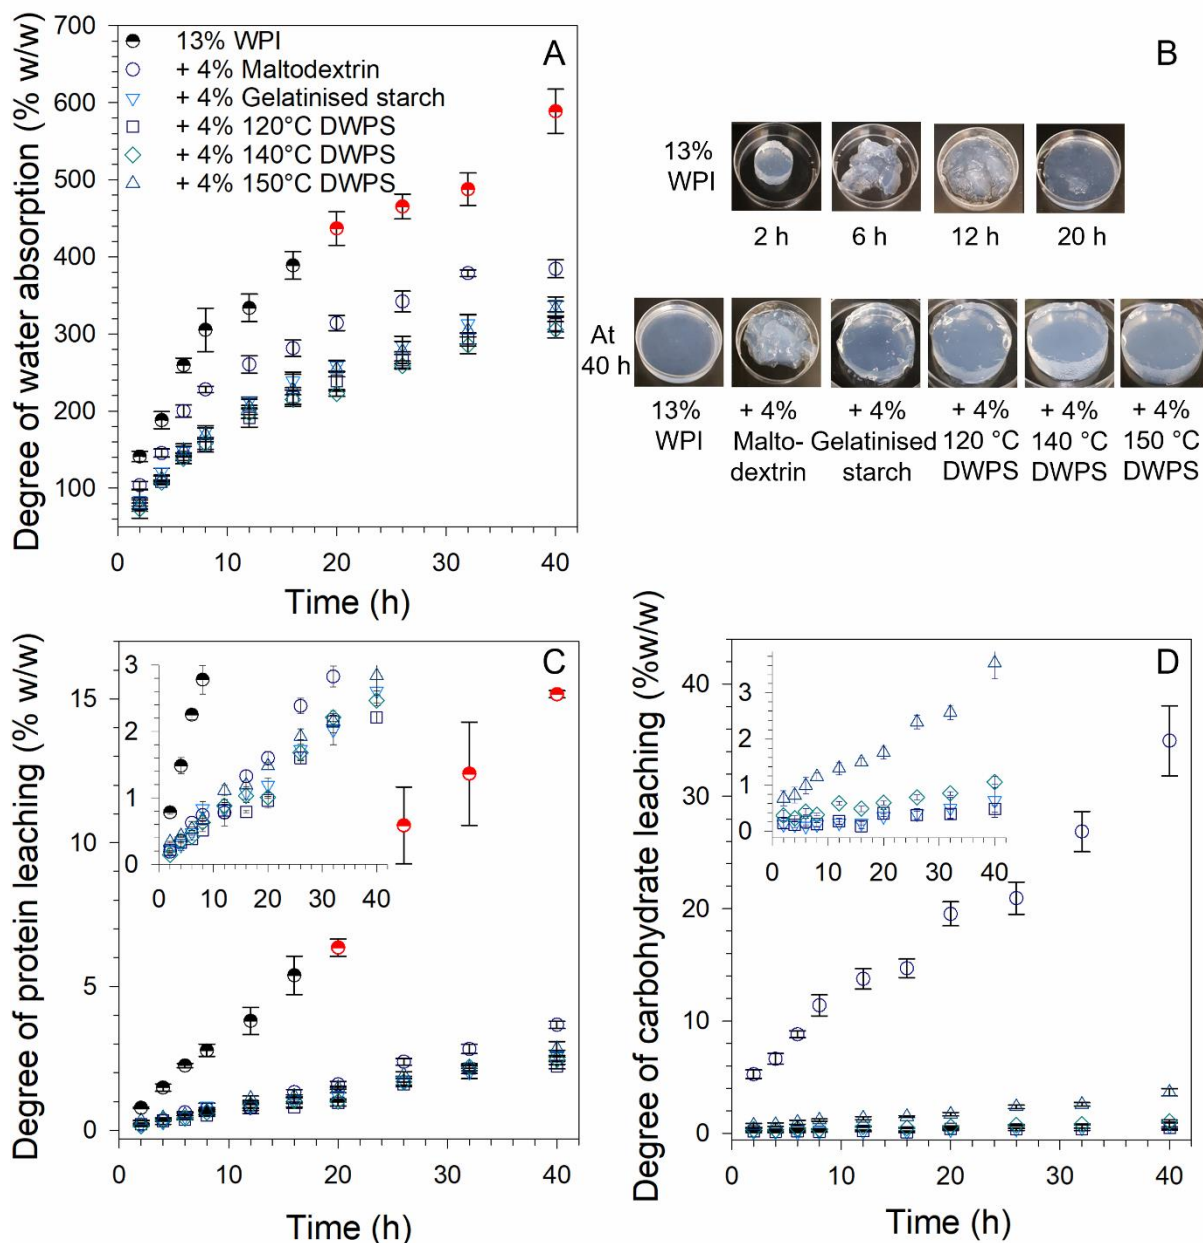 A
Degree of water absorption (% w/w)
700
600
500
400
300
200
100
13% WPI
+ 4% Maltodextrin
+ 4% Gelatinised starch
+ 4% 120°C DWPS
+ 4% 140°C DWPS
+ 4% 150°C DWPS
0 10 20 30 40
Time (h)
B
13%
WPI
2 h 6 h 12 h 20 h
At
40 h
13%
WPI
+ 4%
Malto-
dextrin
+ 4%
Gelatinised
starch
+ 4%
120 °C
DWPS
+ 4%
140 °C
DWPS
+ 4%
150 °C
DWPS
C
Degree of protein leaching (% w/w)
15
10
5
0
3
2
1
0
0 10 20 30 40
0 10 20 30 40
Time (h)
D
Degree of carbohydrate leaching (%w/w)
40
30
20
10
0
3
2
1
0
0 10 20 30 40
0 10 20 30 40
Time (h)